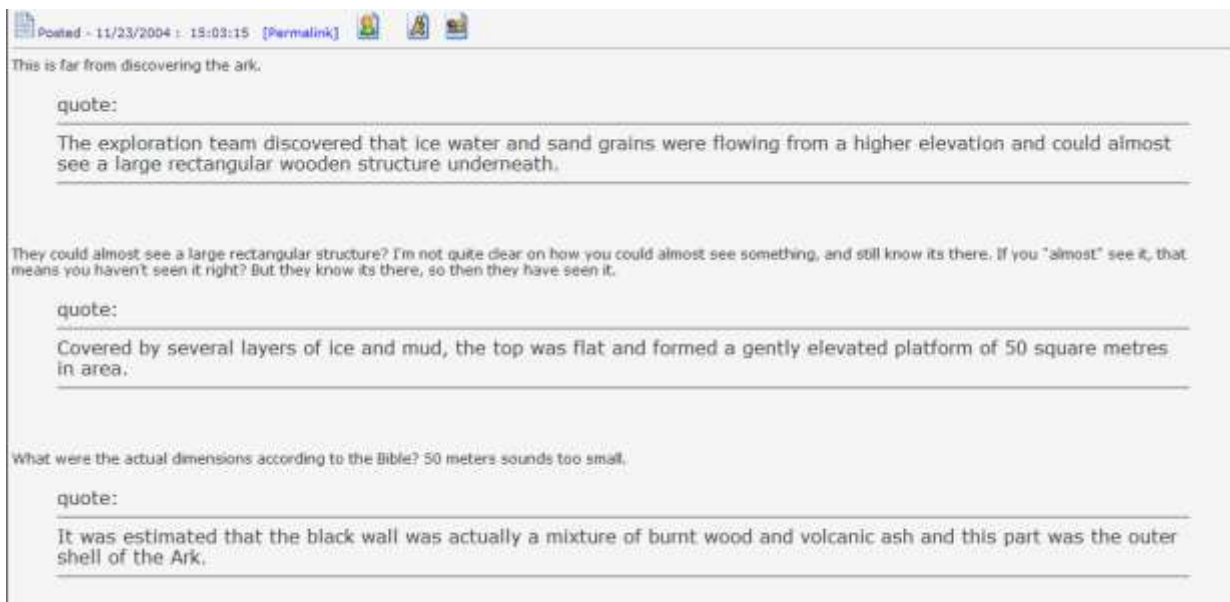 Posted - 11/23/2004 : 15:03:15 [Permalink]
This is far from discovering the ark.
quote:
The exploration team discovered that ice water and sand grains were flowing from a higher elevation and could almost
see a large rectangular wooden structure underneath.
They could almost see a large rectangular structure? I'm not quite clear on how you could almost see something, and still know its there. If you "almost" see it, that
means you haven't seen it right? But they know its there, so then they have seen it.
quote:
Covered by several layers of ice and mud, the top was flat and formed a gently elevated platform of 50 square metres
in area.
What were the actual dimensions according to the Bible? 50 meters sounds too small.
quote:
It was estimated that the black wall was actually a mixture of burnt wood and volcanic ash and this part was the outer
shell of the Ark.